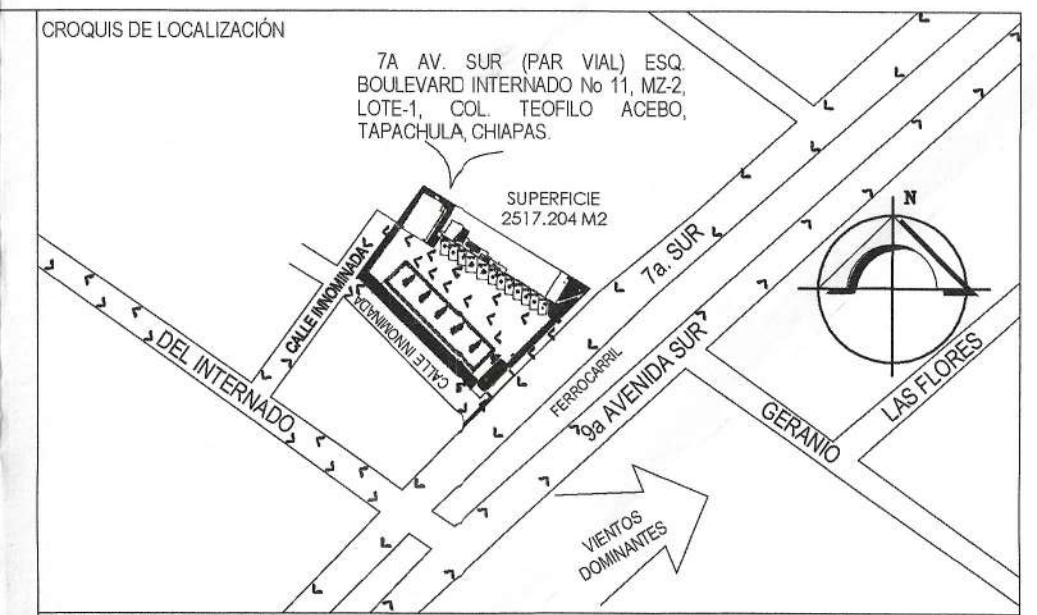 CROQUIS DE LOCALIZACIÓN
7A AV. SUR (PAR VIAL) ESQ.
BOULEVARD INTERNADO No 11, MZ-2,
LOTE-1, COL. TEOFILO ACEBO,
TAPACHULA, CHIAPAS.
SUPERFICIE
2517.204 M2
N
7a. SUR
CALLE INNOMINADA
CALLE INNOMINADA
DEL INTERNADO
FERROCARRIL
9a AVENIDA SUR
GERANIO
LAS FLORES
VIENTOS
DOMINANTES